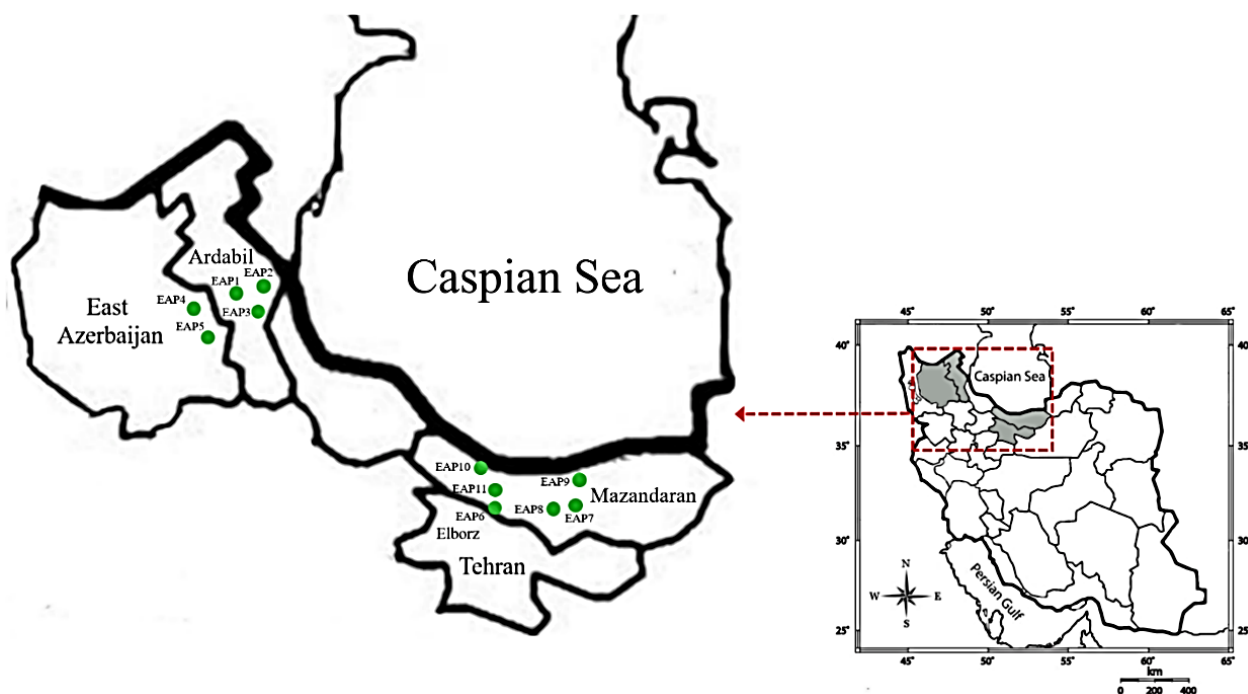 Caspian Sea
Ardabil
EAP1
EAP2
EAP3
EAP4
EAP5
East
Azerbaijan
EAP10
EAP11
EAP6
EAP8
EAP9
EAP7
Mazandaran
Elborz
Tehran
45° 50° 55° 60° 65°
40° 40°
35° 35°
30° 30°
25° 25°
Caspian Sea
Persian Gulf
N
W E
S
45° 50° 55° 60° 65°
km
0 200 400